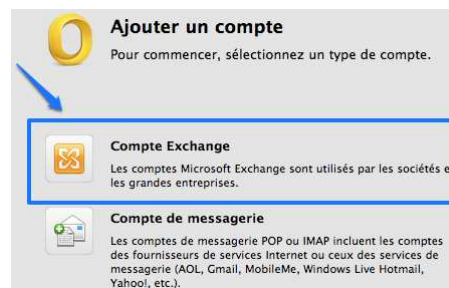 Ajouter un compte
Pour commencer, sélectionnez un type de compte.
Compte Exchange
Les comptes Microsoft Exchange sont utilisés par les sociétés e
les grandes entreprises.
Compte de messagerie
Les comptes de messagerie POP ou IMAP incluent les comptes
des fournisseurs de services Internet ou ceux des services de
messagerie (AOL, Gmail, MobileMe, Windows Live Hotmail,
Yahoo!, etc.).